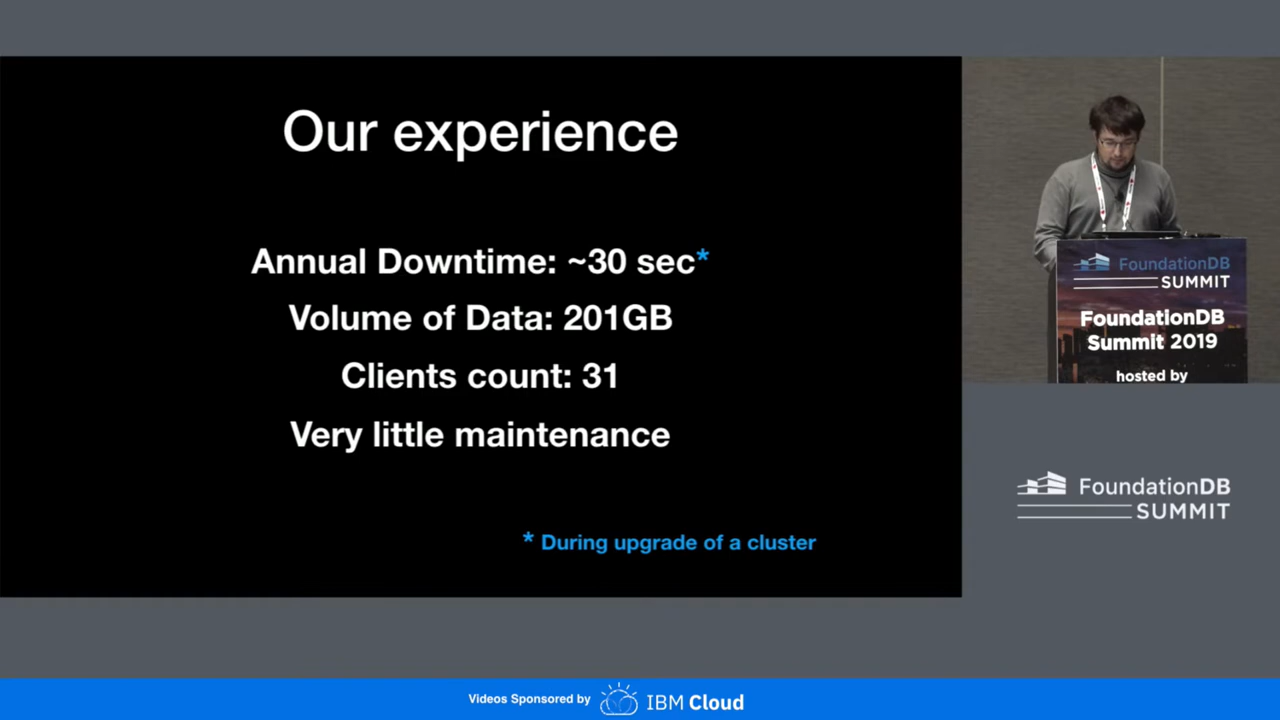 Our experience
Annual Downtime: ~30 sec*
Volume of Data: 201GB
Clients count: 31
Very little maintenance
* During upgrade of a cluster
FoundationDB
SUMMIT
FoundationDB
Summit 2019
hosted by
FoundationDB
SUMMIT
Videos Sponsored by IBM Cloud